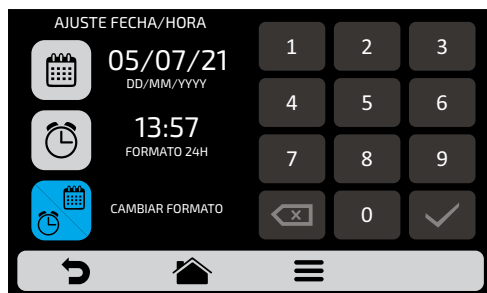 AJUSTE FECHA/HORA
05/07/21
DD/MM/YYYY
13:57
FORMATO 24H
CAMBIAR FORMATO
1 2 3
4 5 6
7 8 9
0